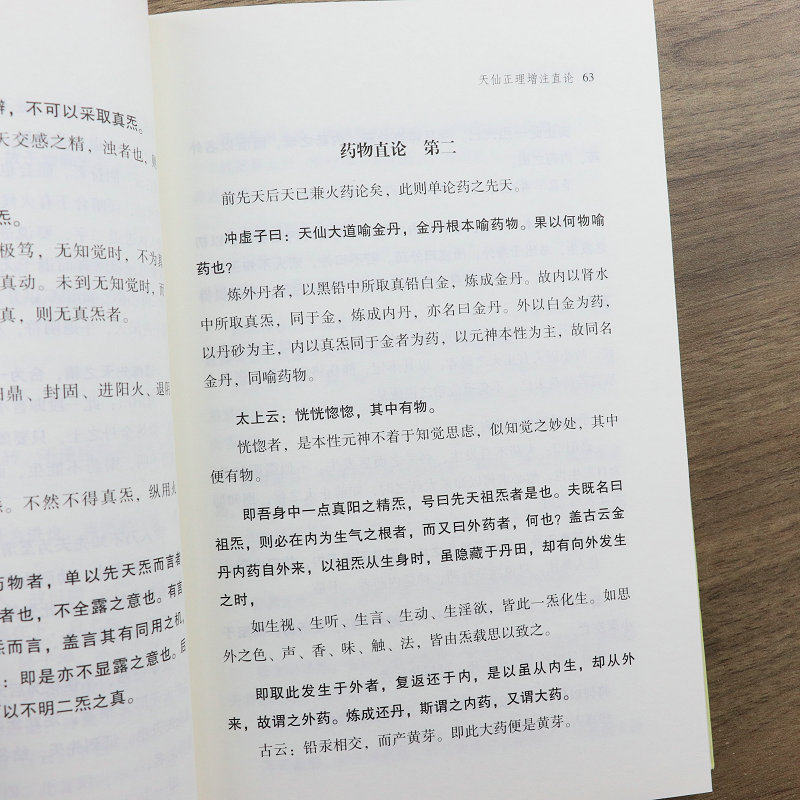 ，不可以采取真炁。
天交感之精，浊者也，则
炁。
极笃，无知觉时，不为真
真动。未到无知觉时，而
真，则无真炁者。
阳鼎、封固、进阳火、退阴
炁。不然不得真炁，纵用火
药物者，单以先天炁而言者
者也，不全露之意也。有言
炁而言，盖言其有同用之机，
：即是亦不显露之意也。后
可以不明二炁之真。
天仙正理增注直论 63
药物直论 第二
前先天后天已兼火药论矣，此则单论药之先天。
冲虚子曰：天仙大道喻金丹，金丹根本喻药物。果以何物喻
药也？
炼外丹者，以黑铅中所取真铅白金，炼成金丹。故内以肾水
中所取真炁，同于金，炼成内丹，亦名曰金丹。外以白金为药，
以丹砂为主，内以真炁同于金者为药，以元神本性为主，故同名
金丹，同喻药物。
太上云：恍恍惚惚，其中有物。
恍惚者，是本性元神不着于知觉思虑，似知觉之妙处，其中
便有物。
即吾身中一点真阳之精炁，号曰先天祖炁者是也。夫既名曰
祖炁，则必在内为生气之根者，而又曰外药者，何也？盖古云金
丹内药自外来，以祖炁从生身时，虽隐藏于丹田，却有向外发生
之时，
如生视、生听、生言、生动、生淫欲，皆此一炁化生。如思
外之色、声、香、味、触、法，皆由炁载思以致之。
即取此发生于外者，复返还于内，是以虽从内生，却从外
来，故谓之外药。炼成还丹，斯谓之内药，又谓大药。
古云：铅汞相交，而产黄芽。即此大药便是黄芽。